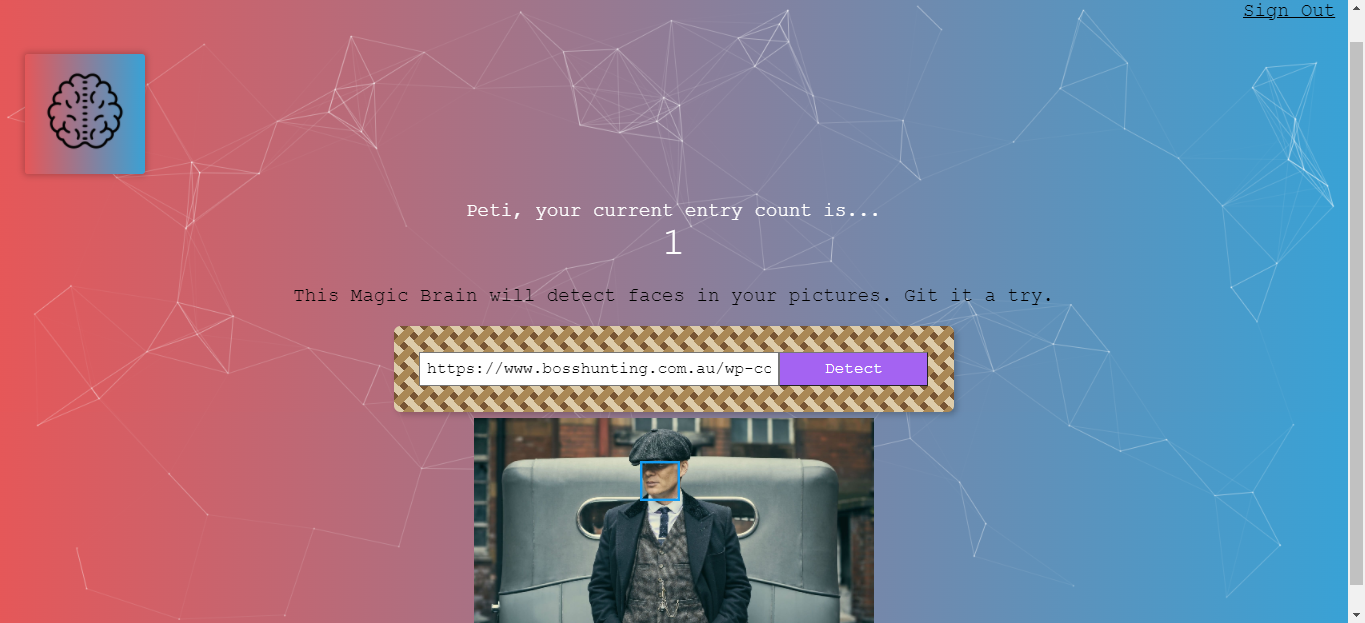 Sign Out
Peti, your current entry count is...
1
This Magic Brain will detect faces in your pictures. Git it a try.
https://www.bosshunting.com.au/wp-cc Detect